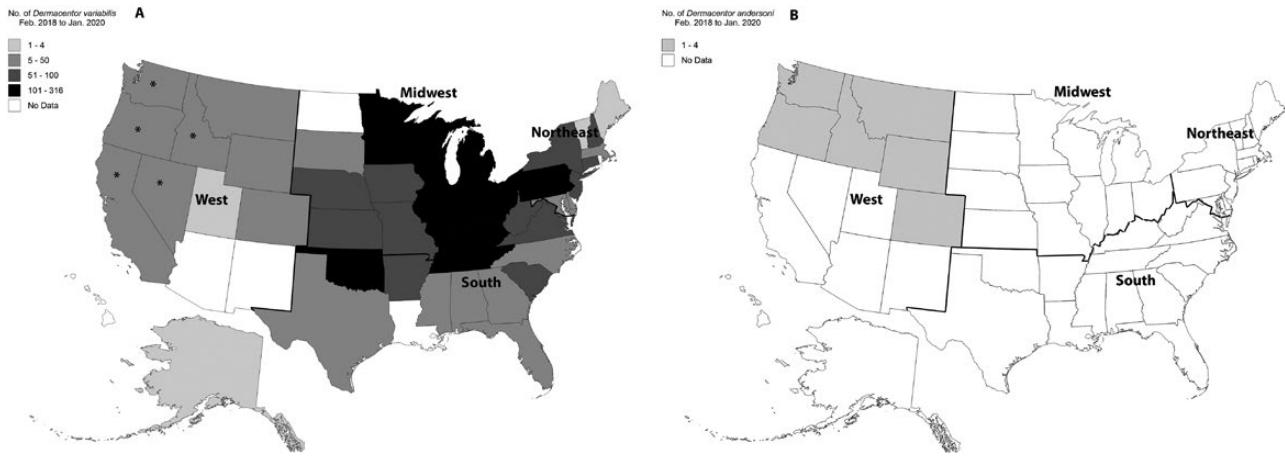 No. of Dermacentor variabilis
Feb. 2018 to Jan. 2020
A
1 - 4
5 - 50
51 - 100
101 - 316
No Data
Midwest
Northeast
West
South
*
*
*
*
*
No. of Dermacentor andersoni
Feb. 2018 to Jan. 2020
B
1 - 4
No Data
Midwest
Northeast
West
South